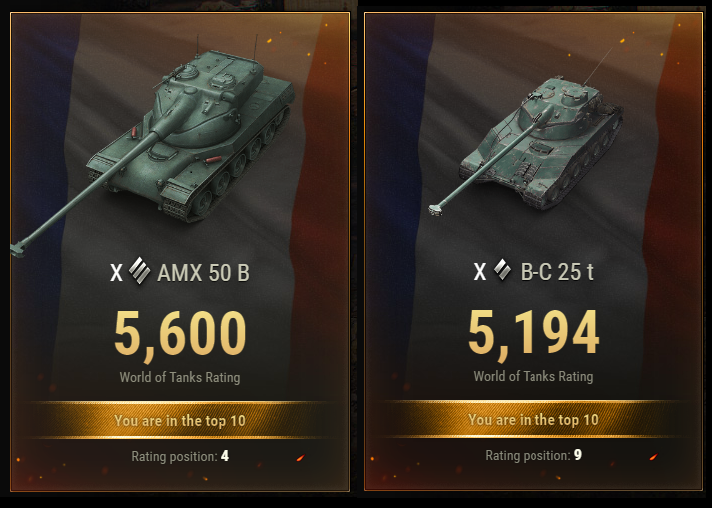 X AMX 50 B
5,600
World of Tanks Rating
You are in the top 10
Rating position: 4
X B-C 25 t
5,194
World of Tanks Rating
You are in the top 10
Rating position: 9